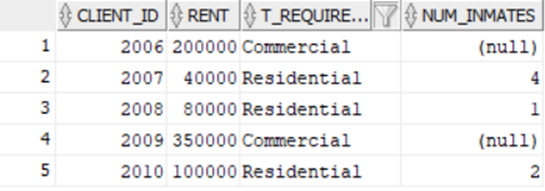 CLIENT_ID RENT T_REQUIRE... NUM_INMATES
1 2006 200000 Commercial (null)
2 2007 40000 Residential 4
3 2008 80000 Residential 1
4 2009 350000 Commercial (null)
5 2010 100000 Residential 2